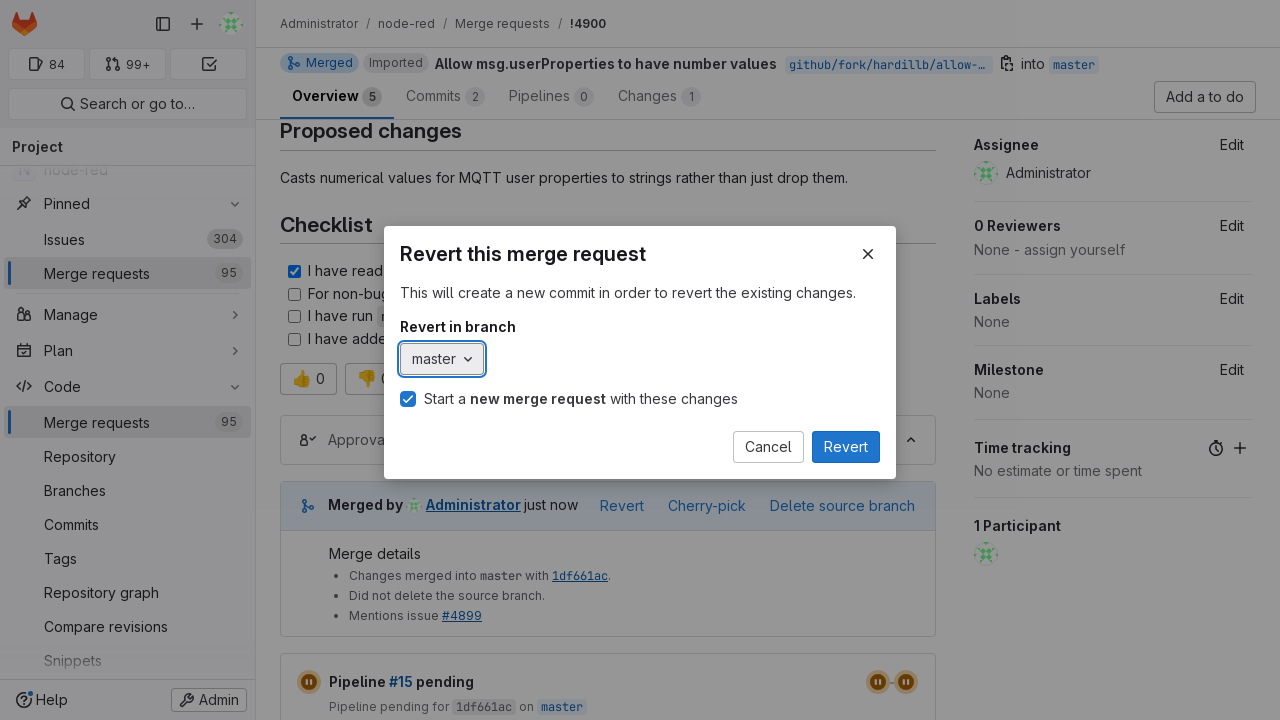 Administrator / node-red / Merge requests / !4900
84
99+
Merged Imported Allow msg.userProperties to have number values github/fork/hardillb/allow-… into master
Search or go to…
Overview 5 Commits 2 Pipelines 0 Changes 1
Add a to do
Project
N node-red
Pinned
Issues 304
Merge requests 95
Manage
Plan
Code
Merge requests 95
Repository
Branches
Commits
Tags
Repository graph
Compare revisions
Snippets
Help
Admin
Proposed changes
Casts numerical values for MQTT user properties to strings rather than just drop them.
Checklist
I have read
For non-bug
I have run
I have adde
👍 0
👎
Approva
Revert this merge request
This will create a new commit in order to revert the existing changes.
Revert in branch
master
Start a new merge request with these changes
Cancel
Revert
Merged by Administrator just now
Revert Cherry-pick Delete source branch
Merge details
• Changes merged into master with 1df661ac.
• Did not delete the source branch.
• Mentions issue #4899
Pipeline #15 pending
Pipeline pending for 1df661ac on master
Assignee Edit
Administrator
0 Reviewers Edit
None - assign yourself
Labels Edit
None
Milestone Edit
None
Time tracking
No estimate or time spent
1 Participant